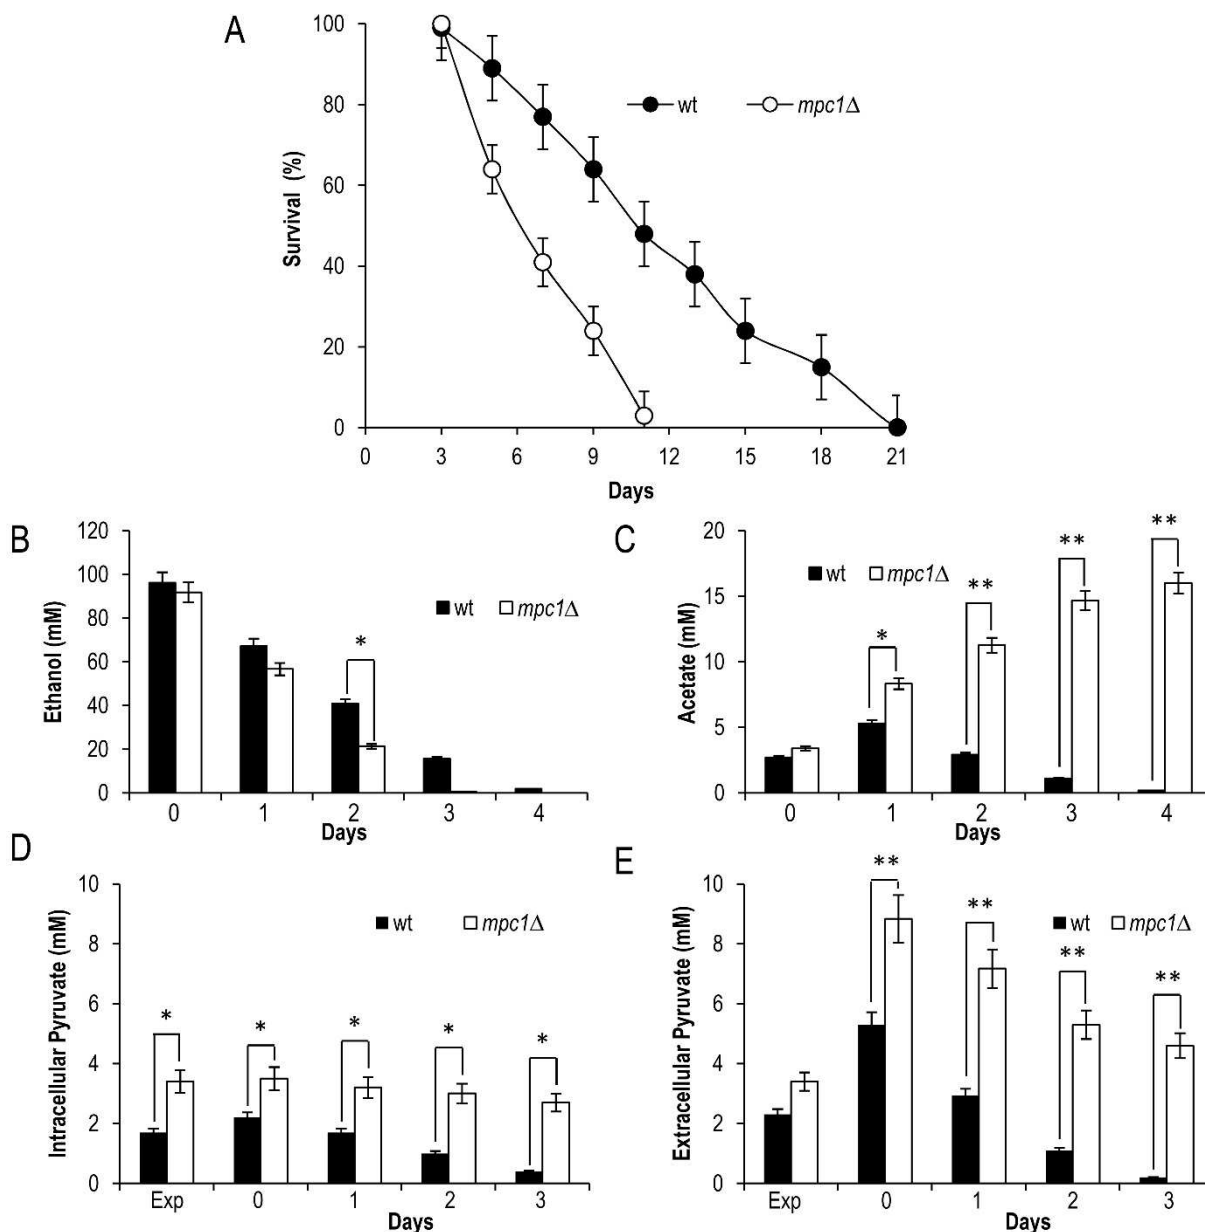 A
100
80
60
40
20
0
Survival (%)
wt
mpc1Δ
0 3 6 9 12 15 18 21
Days
B
120
100
80
60
40
20
0
Ethanol (mM)
wt mpc1Δ
*
0 1 2 3 4
Days
C
20
15
10
5
0
Acetate (mM)
wt mpc1Δ
*
**
**
**
0 1 2 3 4
Days
D
10
8
6
4
2
0
Intracellular Pyruvate (mM)
wt mpc1Δ
* * * * *
Exp 0 1 2 3
Days
E
10
8
6
4
2
0
Extracellular Pyruvate (mM)
wt mpc1Δ
**
**
**
**
Exp 0 1 2 3
Days